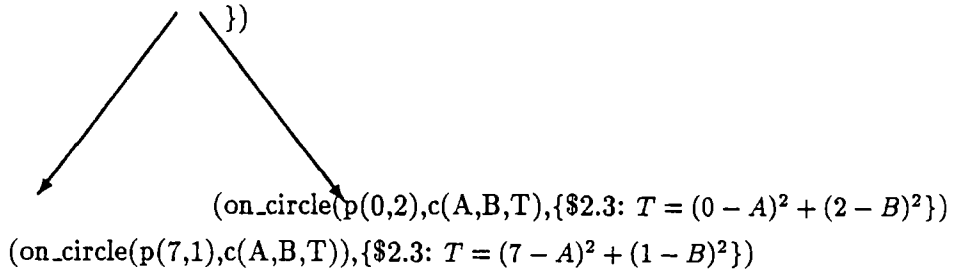 })
(on_circle(p(0,2),c(A,B,T),{$2.3: T = (0 − A)² + (2 − B)²})
(on_circle(p(7,1),c(A,B,T)),{$2.3: T = (7 − A)² + (1 − B)²})